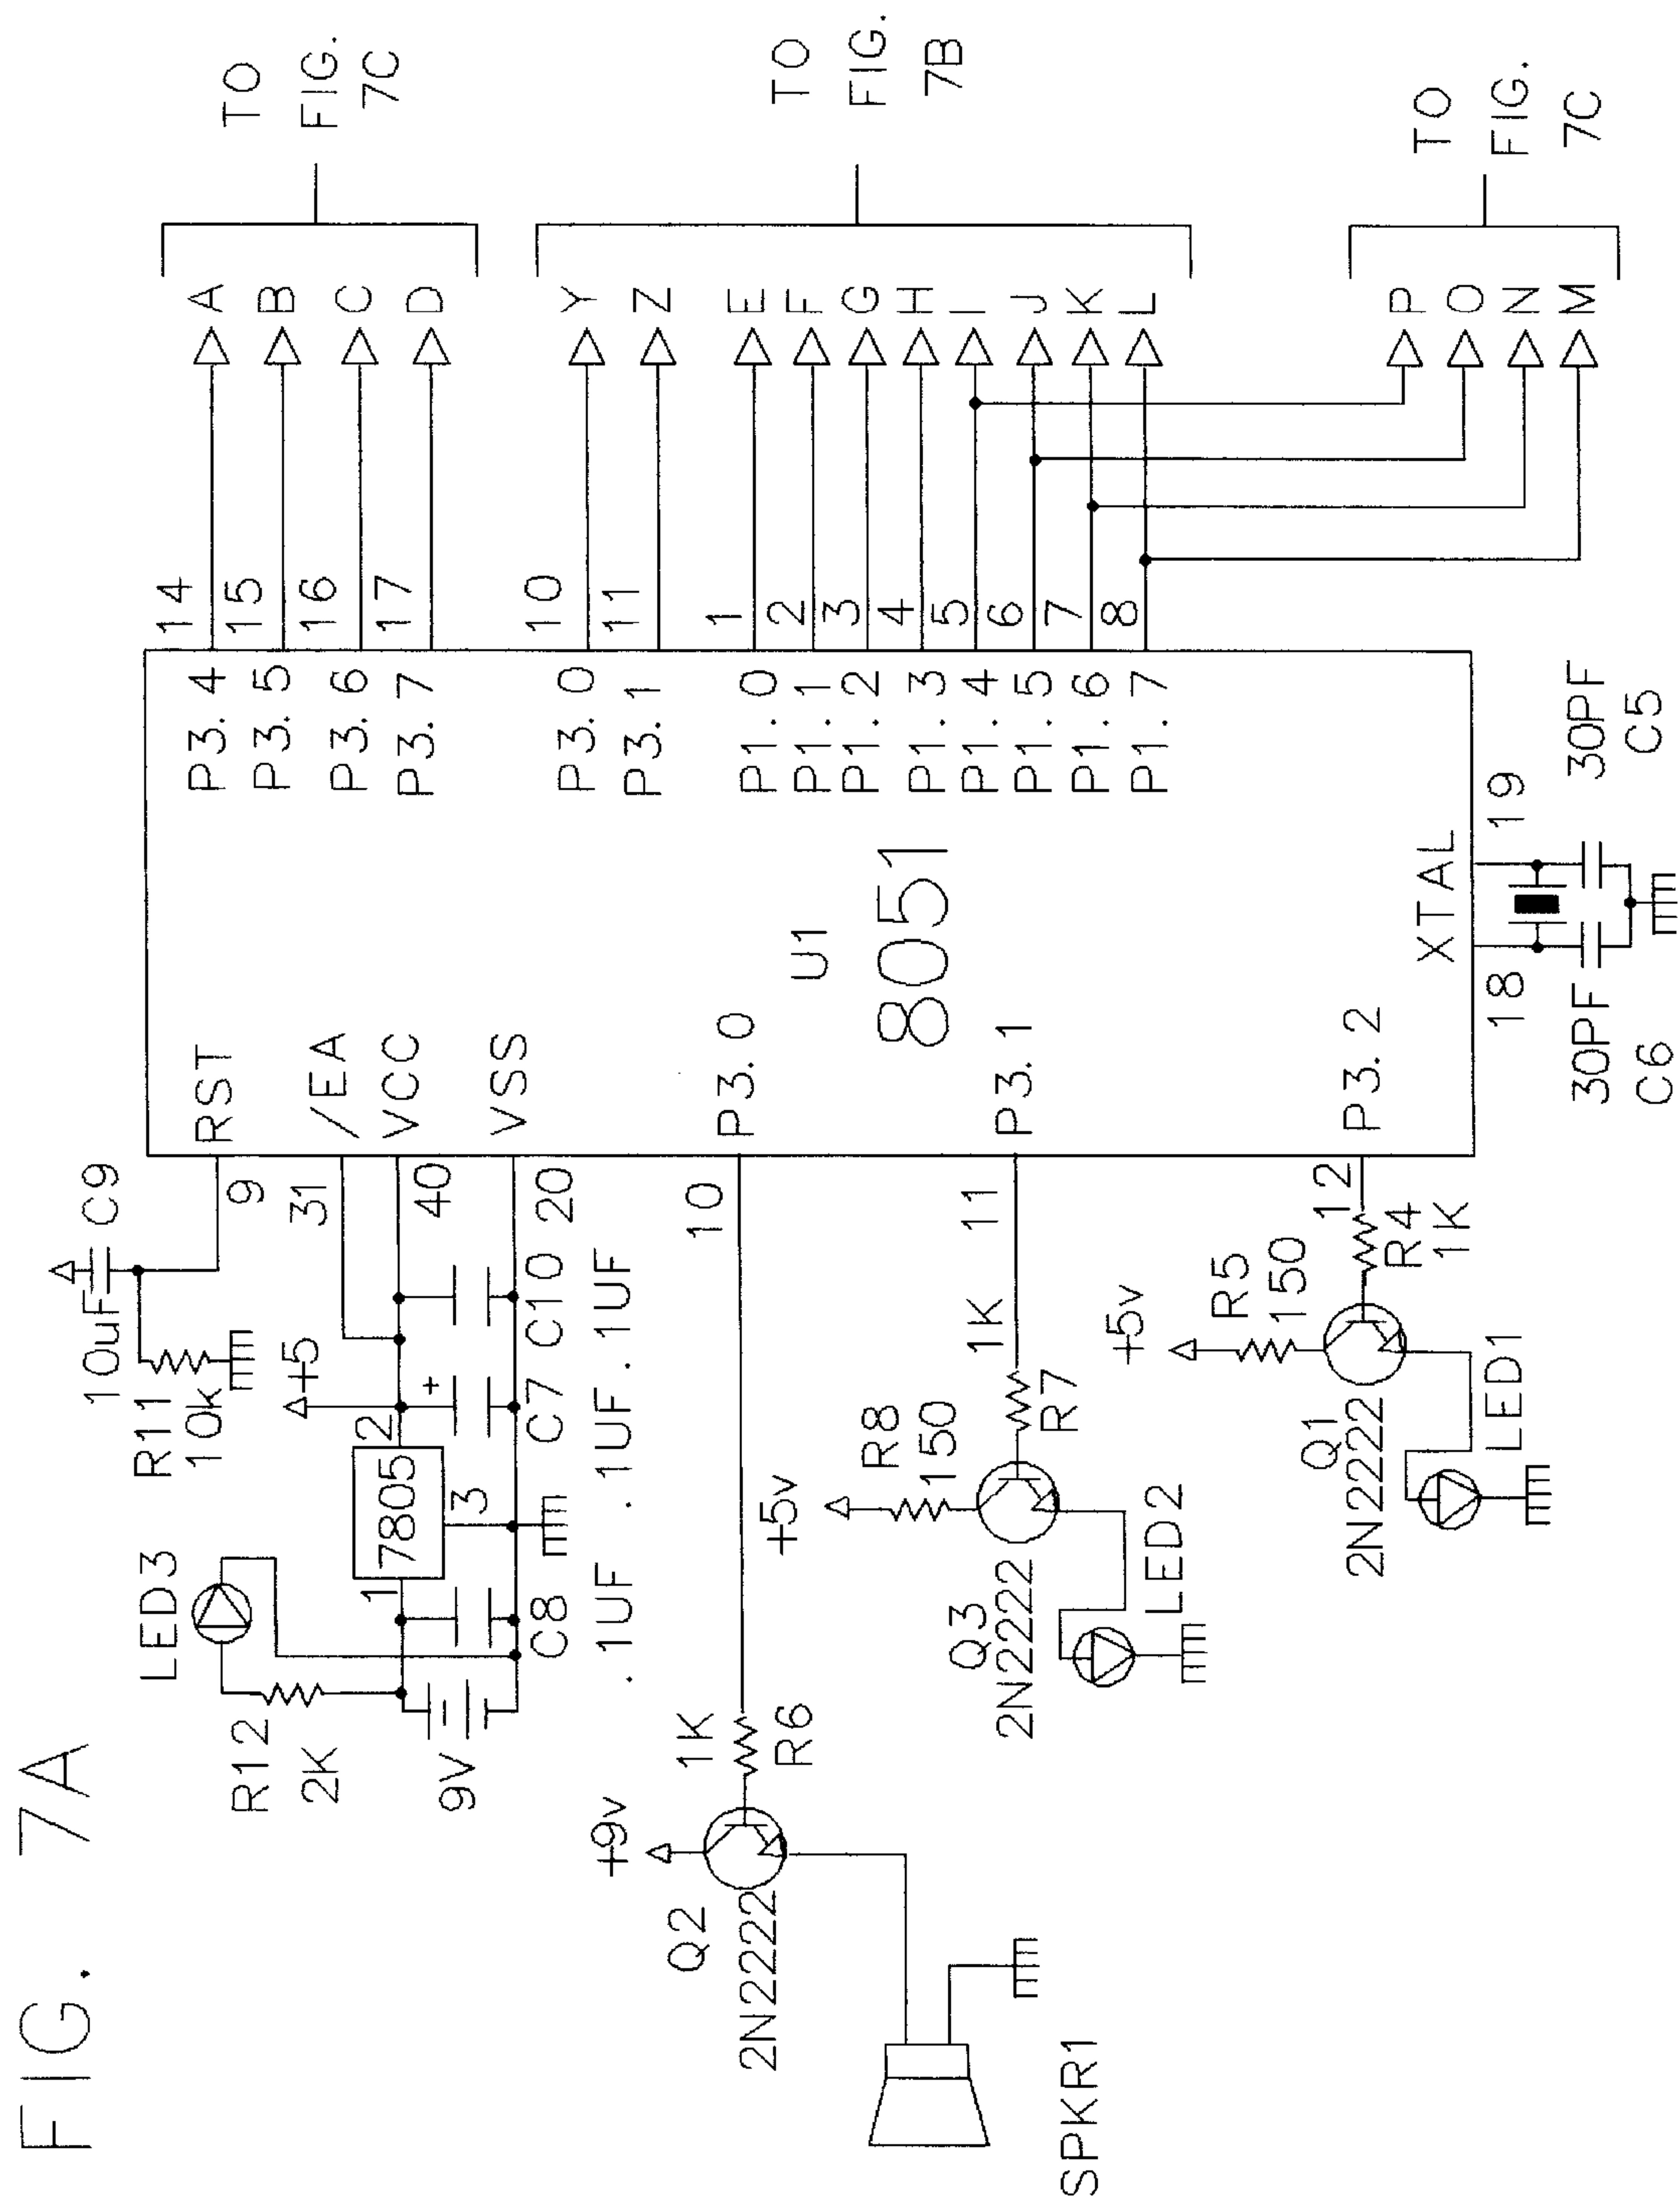 FIG. 7A
LED3
R12
2K
9V
7805
1
2
3
+5
10uF
C9
R11
10k
C8
.1UF
C7
.1UF
C10
.1UF
9
31
40
20
RST
/EA
VCC
VSS
+9v
Q2
2N2222
1K
R6
10
P3.0
SPKR1
+5v
R8
150
Q3
2N2222
LED2
1K
R7
11
P3.1
+5v
R5
150
Q1
2N2222
LED1
R4
1K
12
P3.2
U1
8051
XTAL
18
19
30PF
C6
30PF
C5
P3.4 14 A
P3.5 15 B
P3.6 16 C
P3.7 17 D
TO FIG. 7C
P3.0 10 Y
P3.1 11 Z
P1.0 1 E
P1.1 2 F
P1.2 3 G
P1.3 4 H
P1.4 5 I
P1.5 6 J
P1.6 7 K
P1.7 8 L
TO FIG. 7B
P
O
N
M
TO FIG. 7C